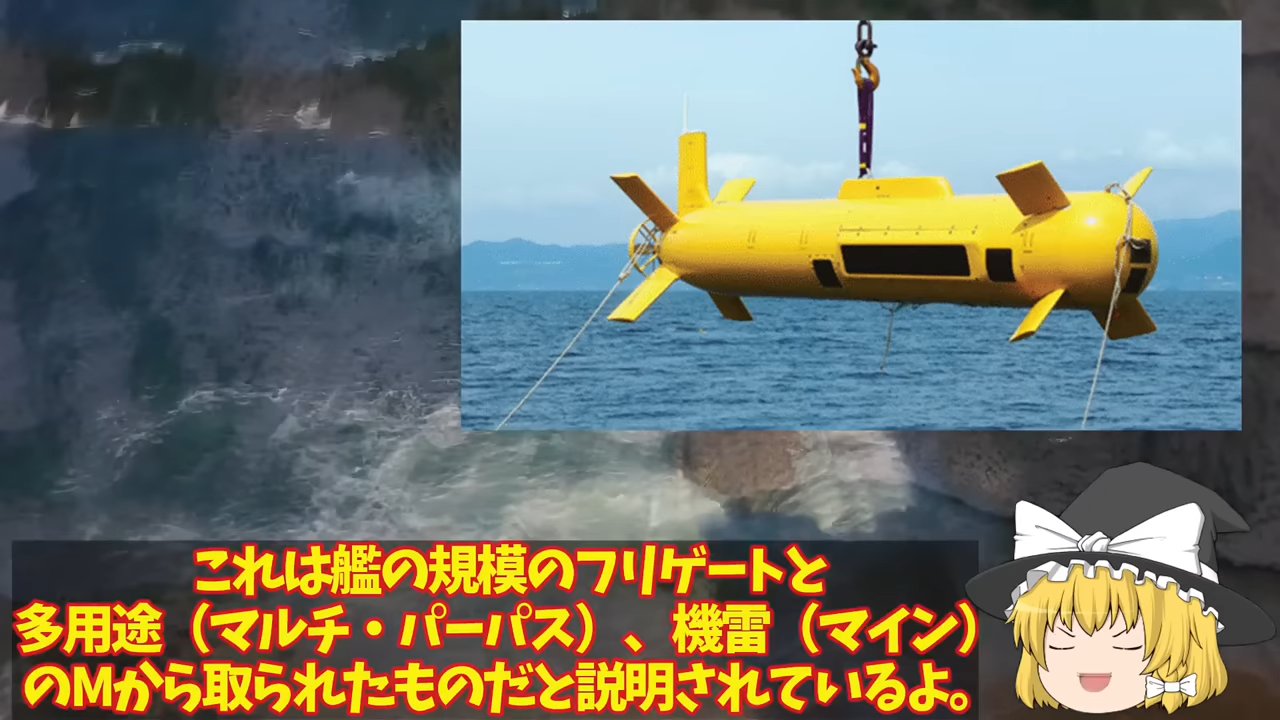 これは艦の規模のフリゲートと
多用途（マルチ・パーパス）、機雷（マイン）
のMから取られたものだと説明されているよ。